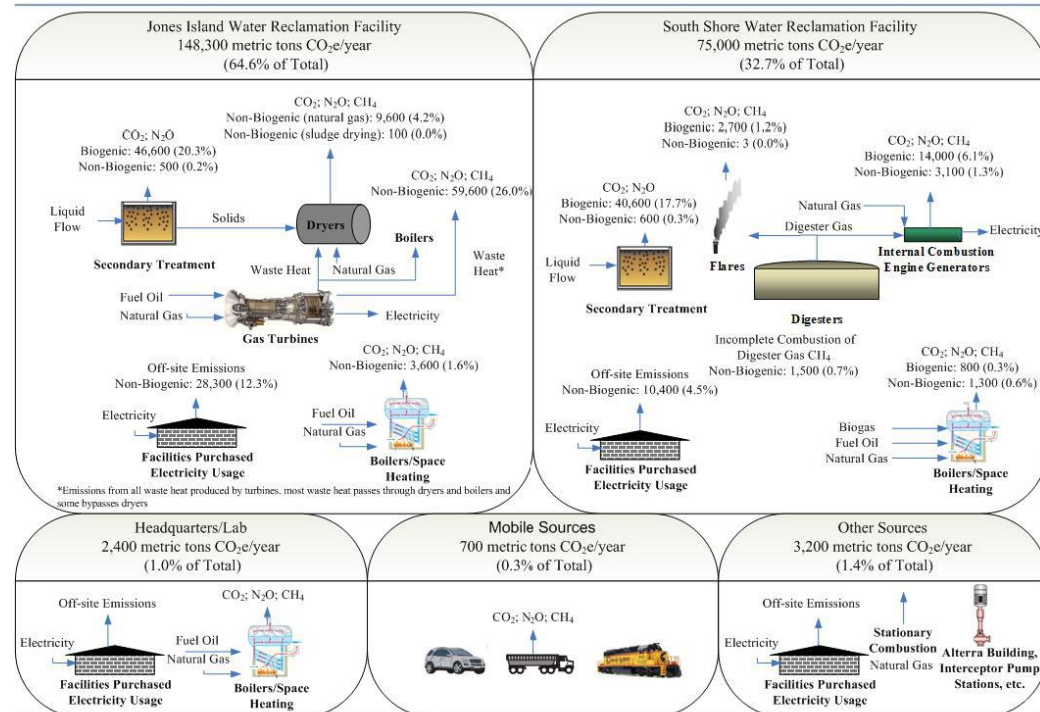 Jones Island Water Reclamation Facility
148,300 metric tons CO₂e/year
(64.6% of Total)
CO₂; N₂O; CH₄
Non-Biogenic (natural gas): 9,600 (4.2%)
Non-Biogenic (sludge drying): 100 (0.0%)
CO₂; N₂O
Biogenic: 46,600 (20.3%)
Non-Biogenic: 500 (0.2%)
CO₂; N₂O; CH₄
Non-Biogenic: 59,600 (26.0%)
Liquid
Flow
Solids
Dryers
Boilers
Secondary Treatment
Waste Heat
Natural Gas
Waste
Heat*
Fuel Oil
Natural Gas
Electricity
Gas Turbines
Off-site Emissions
Non-Biogenic: 28,300 (12.3%)
Electricity
Facilities Purchased
Electricity Usage
CO₂; N₂O; CH₄
Non-Biogenic: 3,600 (1.6%)
Fuel Oil
Natural Gas
Boilers/Space
Heating
*Emissions from all waste heat produced by turbines. most waste heat passes through dryers and boilers and
some bypasses dryers
South Shore Water Reclamation Facility
75,000 metric tons CO₂e/year
(32.7% of Total)
CO₂; N₂O; CH₄
Biogenic: 2,700 (1.2%)
Non-Biogenic: 3 (0.0%)
CO₂; N₂O; CH₄
Biogenic: 14,000 (6.1%)
Non-Biogenic: 3,100 (1.3%)
CO₂; N₂O
Biogenic: 40,600 (17.7%)
Non-Biogenic: 600 (0.3%)
Natural Gas
Digester Gas
Electricity
Internal Combustion
Engine Generators
Flares
Liquid
Flow
Secondary Treatment
Digesters
Incomplete Combustion of
Digester Gas CH₄
Non-Biogenic: 1,500 (0.7%)
Off-site Emissions
Non-Biogenic: 10,400 (4.5%)
Electricity
Facilities Purchased
Electricity Usage
CO₂; N₂O; CH₄
Biogenic: 800 (0.3%)
Non-Biogenic: 1,300 (0.6%)
Biogas
Fuel Oil
Natural Gas
Boilers/Space
Heating
Headquarters/Lab
2,400 metric tons CO₂e/year
(1.0% of Total)
Off-site Emissions
Electricity
Facilities Purchased
Electricity Usage
CO₂; N₂O; CH₄
Fuel Oil
Natural Gas
Boilers/Space
Heating
Mobile Sources
700 metric tons CO₂e/year
(0.3% of Total)
CO₂; N₂O; CH₄
Other Sources
3,200 metric tons CO₂e/year
(1.4% of Total)
Off-site Emissions
Electricity
Facilities Purchased
Electricity Usage
Stationary
Combustion
Natural Gas
Alterra Building,
Interceptor Pump
Stations, etc.